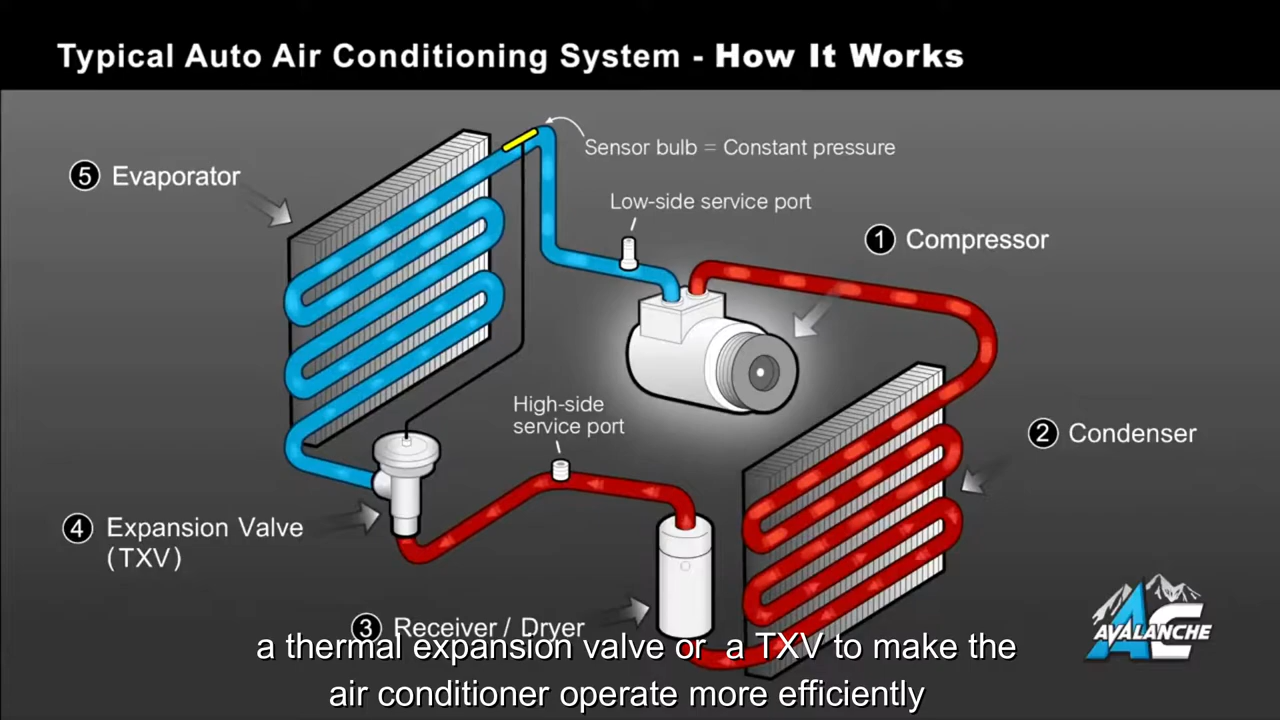 Typical Auto Air Conditioning System - How It Works
Sensor bulb = Constant pressure
5 Evaporator
Low-side service port
1 Compressor
High-side
service port
2 Condenser
4 Expansion Valve
(TXV)
3 Receiver / Dryer
AC
AVALANCHE
a thermal expansion valve or a TXV to make the
air conditioner operate more efficiently